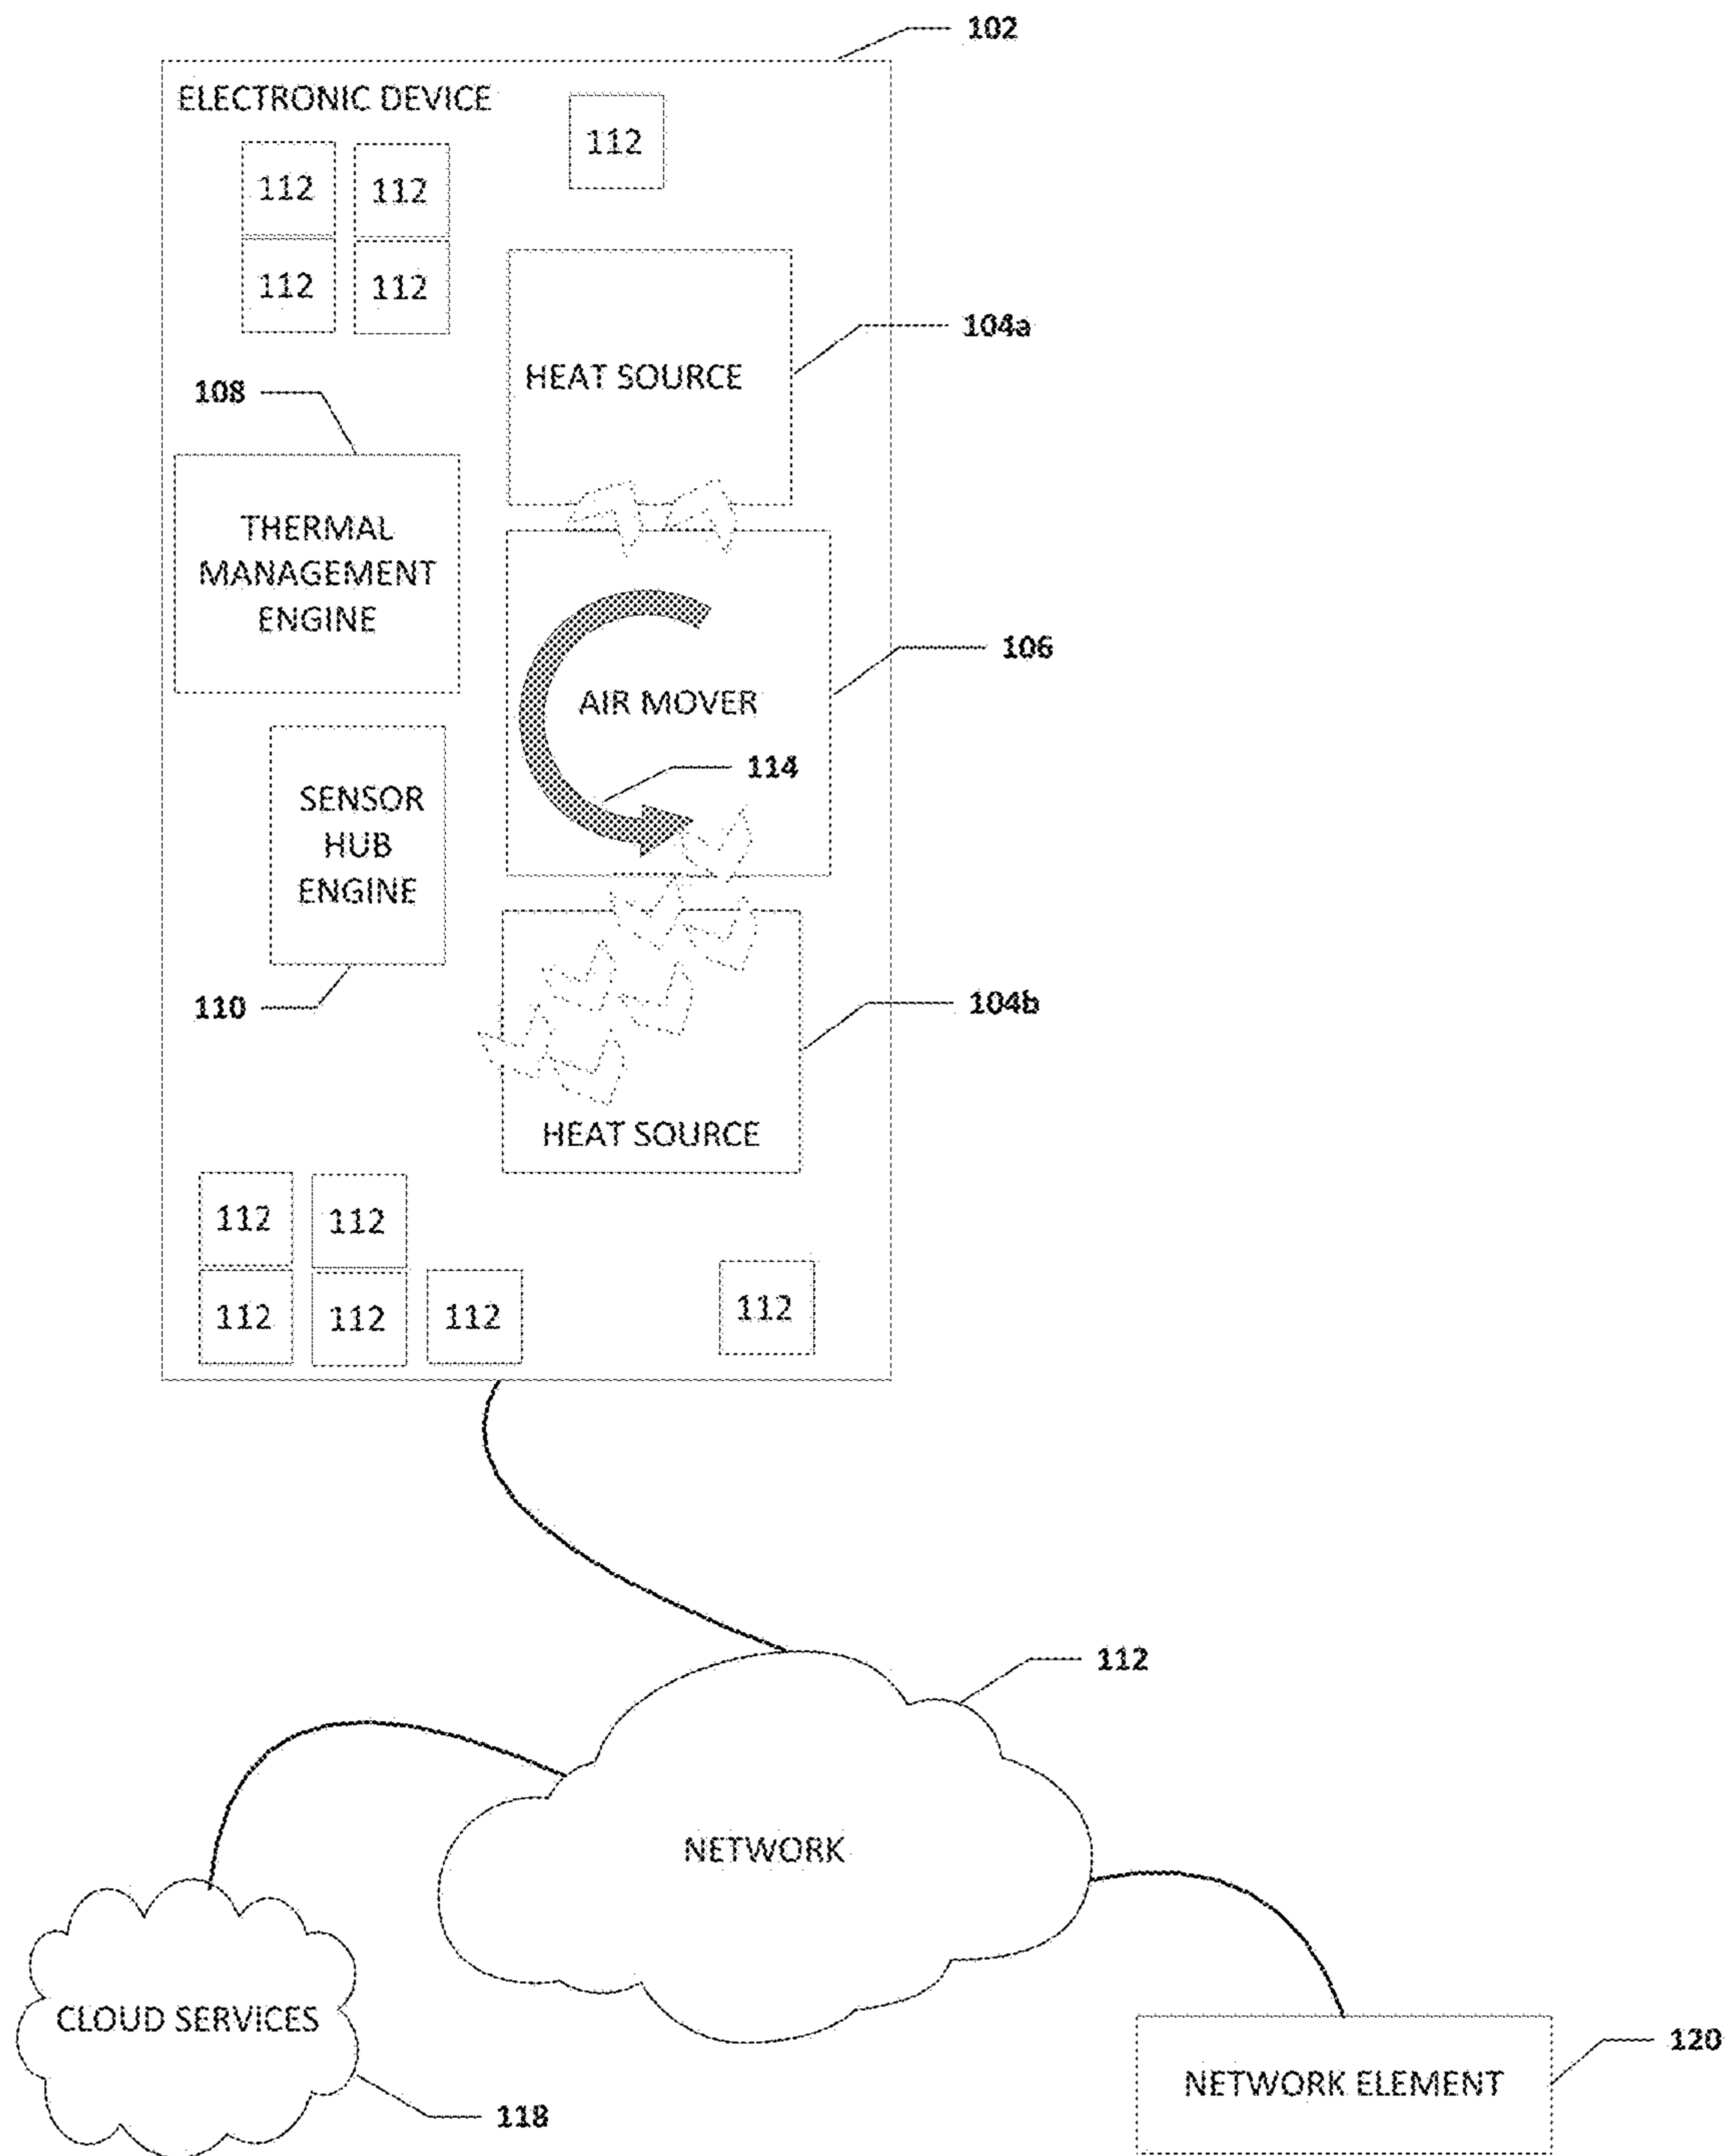 102
ELECTRONIC DEVICE
112
112
112
112
112
104a
HEAT SOURCE
108
THERMAL
MANAGEMENT
ENGINE
106
AIR MOVER
114
SENSOR
HUB
ENGINE
110
104b
HEAT SOURCE
112
112
112
112
112
112
112
NETWORK
CLOUD SERVICES
118
120
NETWORK ELEMENT